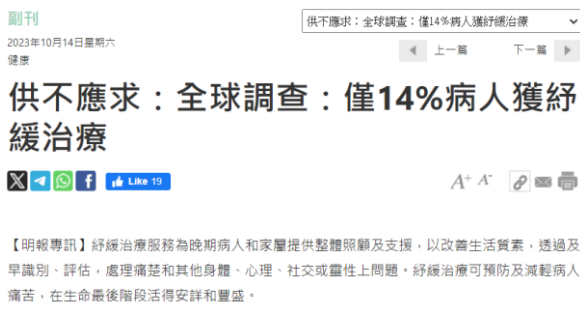 副刊
供不應求：全球調查：僅14%病人獲紓緩治療
2023年10月14日星期六
上一篇
下一篇
健康
供不應求：全球調查：僅14%病人獲紓
緩治療
Like 19
A+ A-
【明報專訊】紓緩治療服務為晚期病人和家屬提供整體照顧及支援，以改善生活質素，透過及
早識別、評估，處理痛楚和其他身體、心理、社交或靈性上問題。紓緩治療可預防及減輕病人
痛苦，在生命最後階段活得安詳和豐盛。